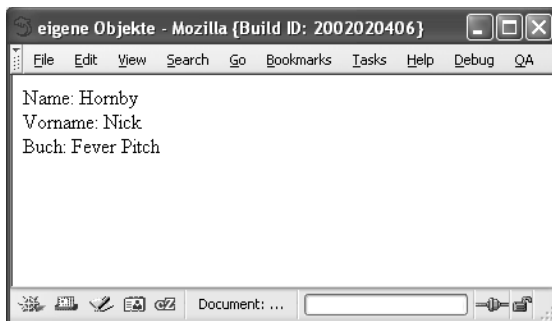 eigene Objekte - Mozilla {Build ID: 2002020406}
File Edit View Search Go Bookmarks Tasks Help Debug QA
Name: Hornby
Vorname: Nick
Buch: Fever Pitch
Document: ...